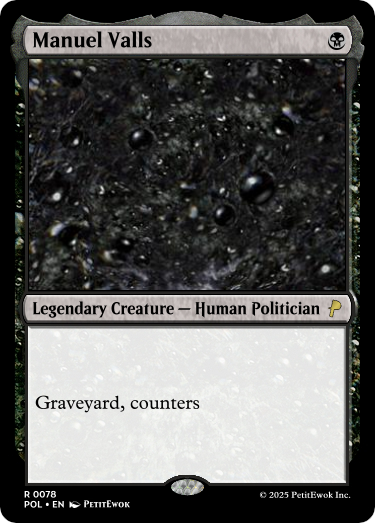 Manuel Valls
Legendary Creature — Human Politician
Graveyard, counters
R 0078
POL • EN PetitEwok
© 2025 PetitEwok Inc.